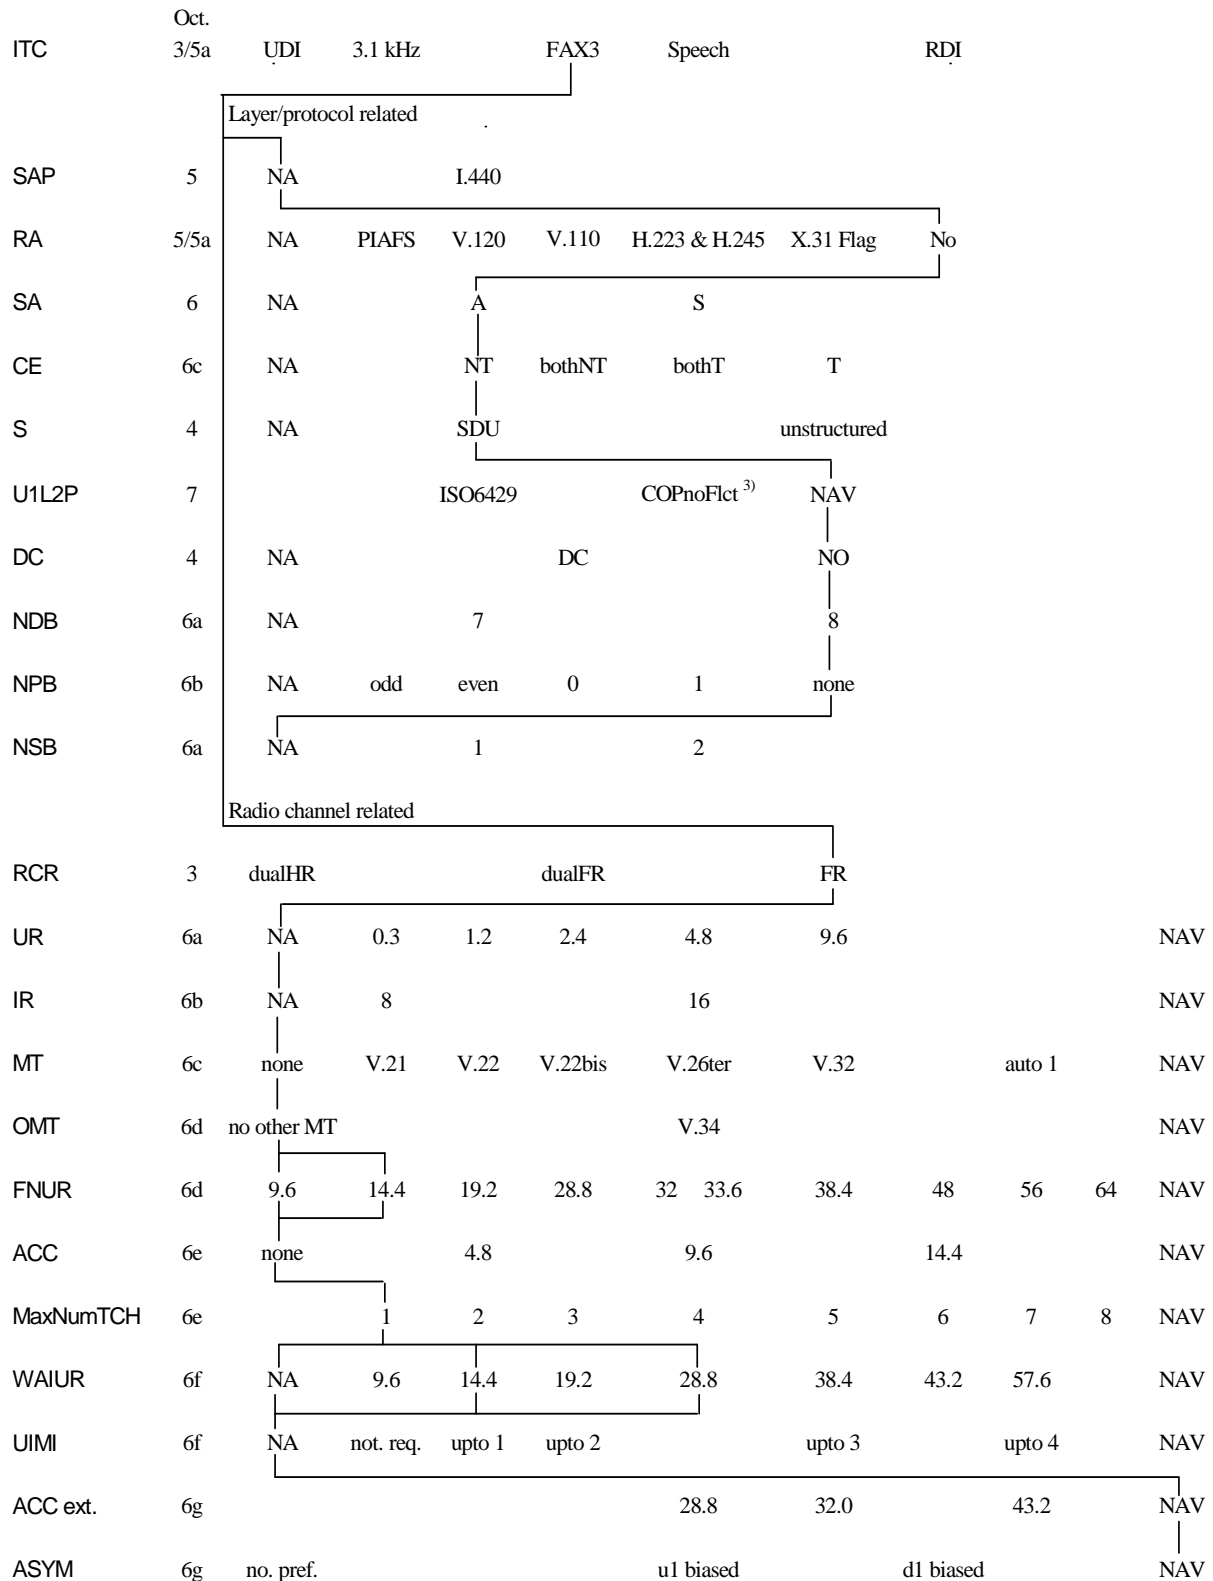 Oct.
ITC 3/5a UDI 3.1 kHz FAX3 Speech RDI
Layer/protocol related
SAP 5 NA I.440
RA 5/5a NA PIAFS V.120 V.110 H.223 & H.245 X.31 Flag No
SA 6 NA A S
CE 6c NA NT bothNT bothT T
S 4 NA SDU unstructured
U1L2P 7 ISO6429 COPnoFlct 3) NAV
DC 4 NA DC NO
NDB 6a NA 7 8
NPB 6b NA odd even 0 1 none
NSB 6a NA 1 2
Radio channel related
RCR 3 dualHR dualFR FR
UR 6a NA 0.3 1.2 2.4 4.8 9.6 NAV
IR 6b NA 8 16 NAV
MT 6c none V.21 V.22 V.22bis V.26ter V.32 auto 1 NAV
OMT 6d no other MT V.34 NAV
FNUR 6d 9.6 14.4 19.2 28.8 32 33.6 38.4 48 56 64 NAV
ACC 6e none 4.8 9.6 14.4 NAV
MaxNumTCH 6e 1 2 3 4 5 6 7 8 NAV
WAIUR 6f NA 9.6 14.4 19.2 28.8 38.4 43.2 57.6 NAV
UIMI 6f NA not. req. upto 1 upto 2 upto 3 upto 4 NAV
ACC ext. 6g 28.8 32.0 43.2 NAV
ASYM 6g no. pref. u1 biased d1 biased NAV